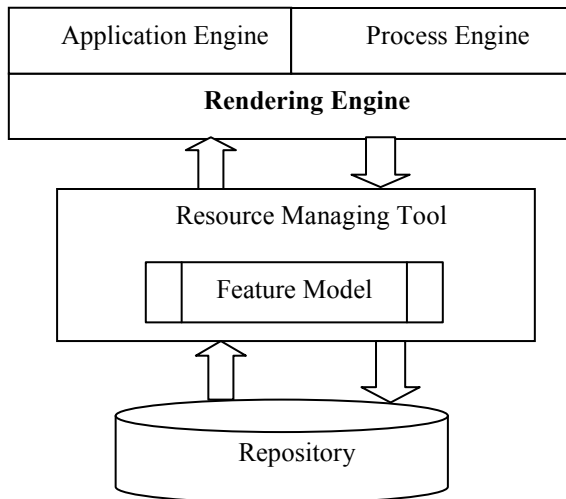 Application Engine
Process Engine
Rendering Engine
Resource Managing Tool
Feature Model
Repository